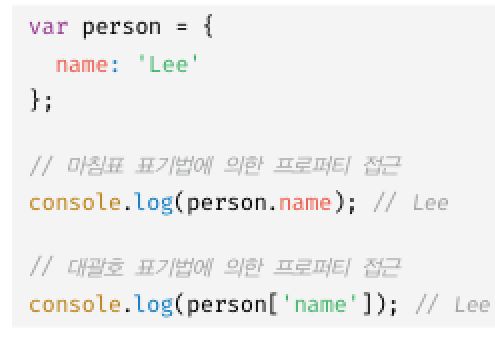 var person = {
  name: 'Lee'
};
// 마침표 표기법에 의한 프로퍼티 접근
console.log(person.name); // Lee
// 대괄호 표기법에 의한 프로퍼티 접근
console.log(person['name']); // Lee